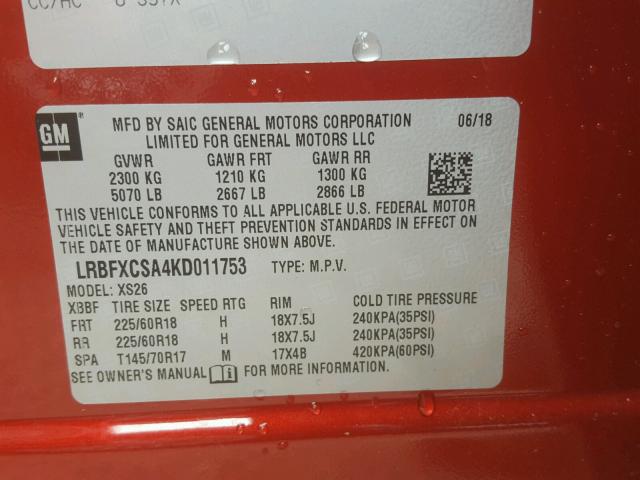 GM ®
MFD BY SAIC GENERAL MOTORS CORPORATION 06/18
LIMITED FOR GENERAL MOTORS LLC
GVWR GAWR FRT GAWR RR
2300 KG 1210 KG 1300 KG
5070 LB 2667 LB 2866 LB
THIS VEHICLE CONFORMS TO ALL APPLICABLE U.S. FEDERAL MOTOR
VEHICLE SAFETY AND THEFT PREVENTION STANDARDS IN EFFECT ON
THE DATE OF MANUFACTURE SHOWN ABOVE.
LRBFXCSA4KD011753 TYPE: M.P.V.
MODEL: XS26
XBBF TIRE SIZE SPEED RTG RIM COLD TIRE PRESSURE
FRT 225/60R18 H 18X7.5J 240KPA(35PSI)
RR 225/60R18 H 18X7.5J 240KPA(35PSI)
SPA T145/70R17 M 17X4B 420KPA(60PSI)
SEE OWNER'S MANUAL FOR MORE INFORMATION.